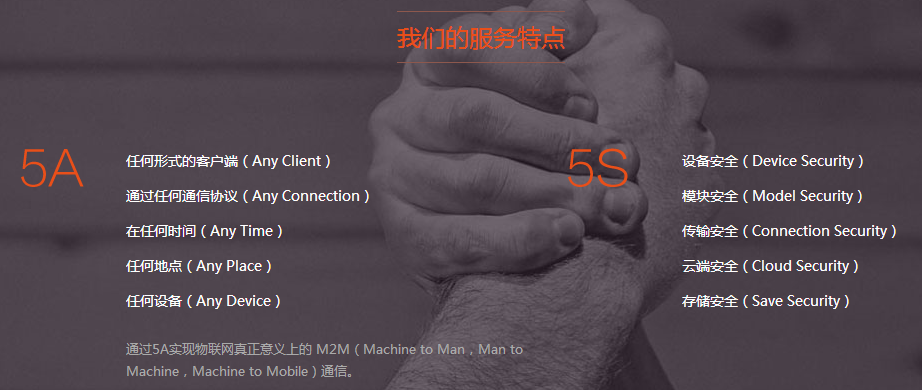 我们的服务特点
5A
任何形式的客户端（Any Client）
通过任何通信协议（Any Connection）
在任何时间（Any Time）
任何地点（Any Place）
任何设备（Any Device）
通过5A实现物联网真正意义上的 M2M（Machine to Man，Man to
Machine，Machine to Mobile）通信。
5S
设备安全（Device Security）
模块安全（Model Security）
传输安全（Connection Security）
云端安全（Cloud Security）
存储安全（Save Security）